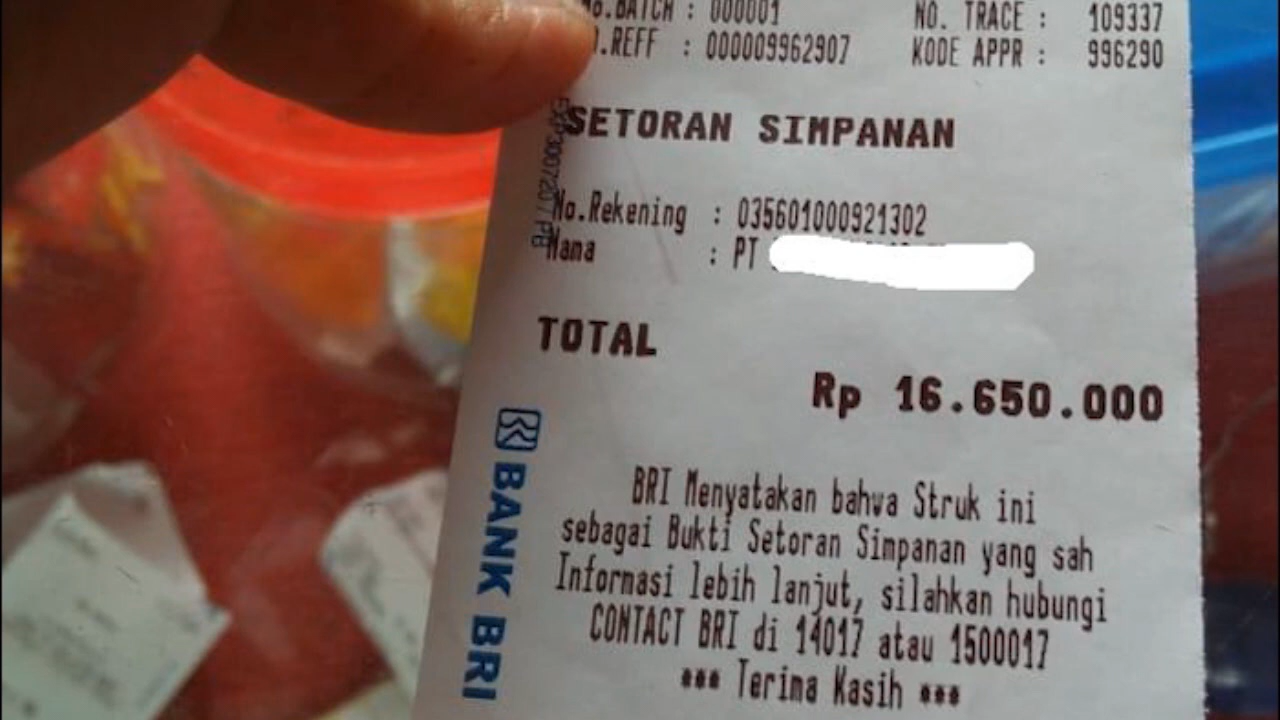 No.BATCH : 000001 NO. TRACE : 109337
.REFF : 000009962907 KODE APPR : 996290
SETORAN SIMPANAN
No.Rekening : 035601000921302
Nama : PT
TOTAL
Rp 16.650.000
BRI Menyatakan bahwa Struk ini
sebagai Bukti Setoran Simpanan yang sah
Informasi lebih lanjut, silahkan hubungi
CONTACT BRI di 14017 atau 1500017
*** Terima Kasih ***
BANK BRI